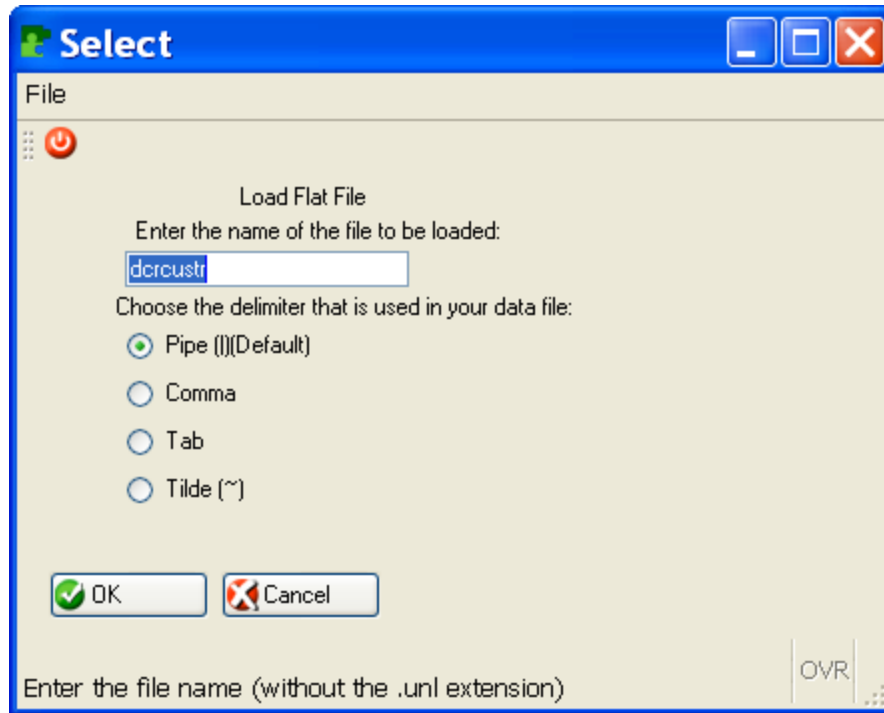 Select
File
Load Flat File
Enter the name of the file to be loaded:
dcrcustr
Choose the delimiter that is used in your data file:
Pipe (|)(Default)
Comma
Tab
Tilde (~)
OK Cancel
Enter the file name (without the .unl extension) OVR